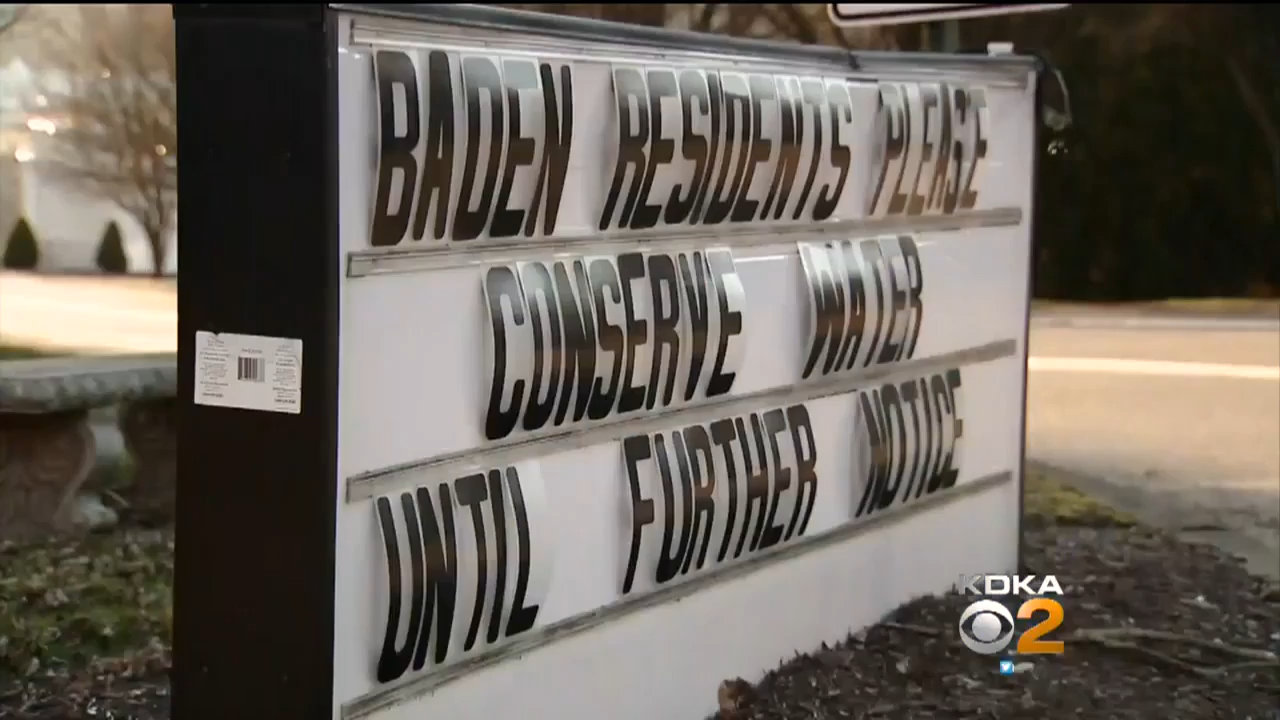 BADEN RESIDENTS PLEASE
CONSERVE WATER
UNTIL FURTHER NOTICE
KDKA
2